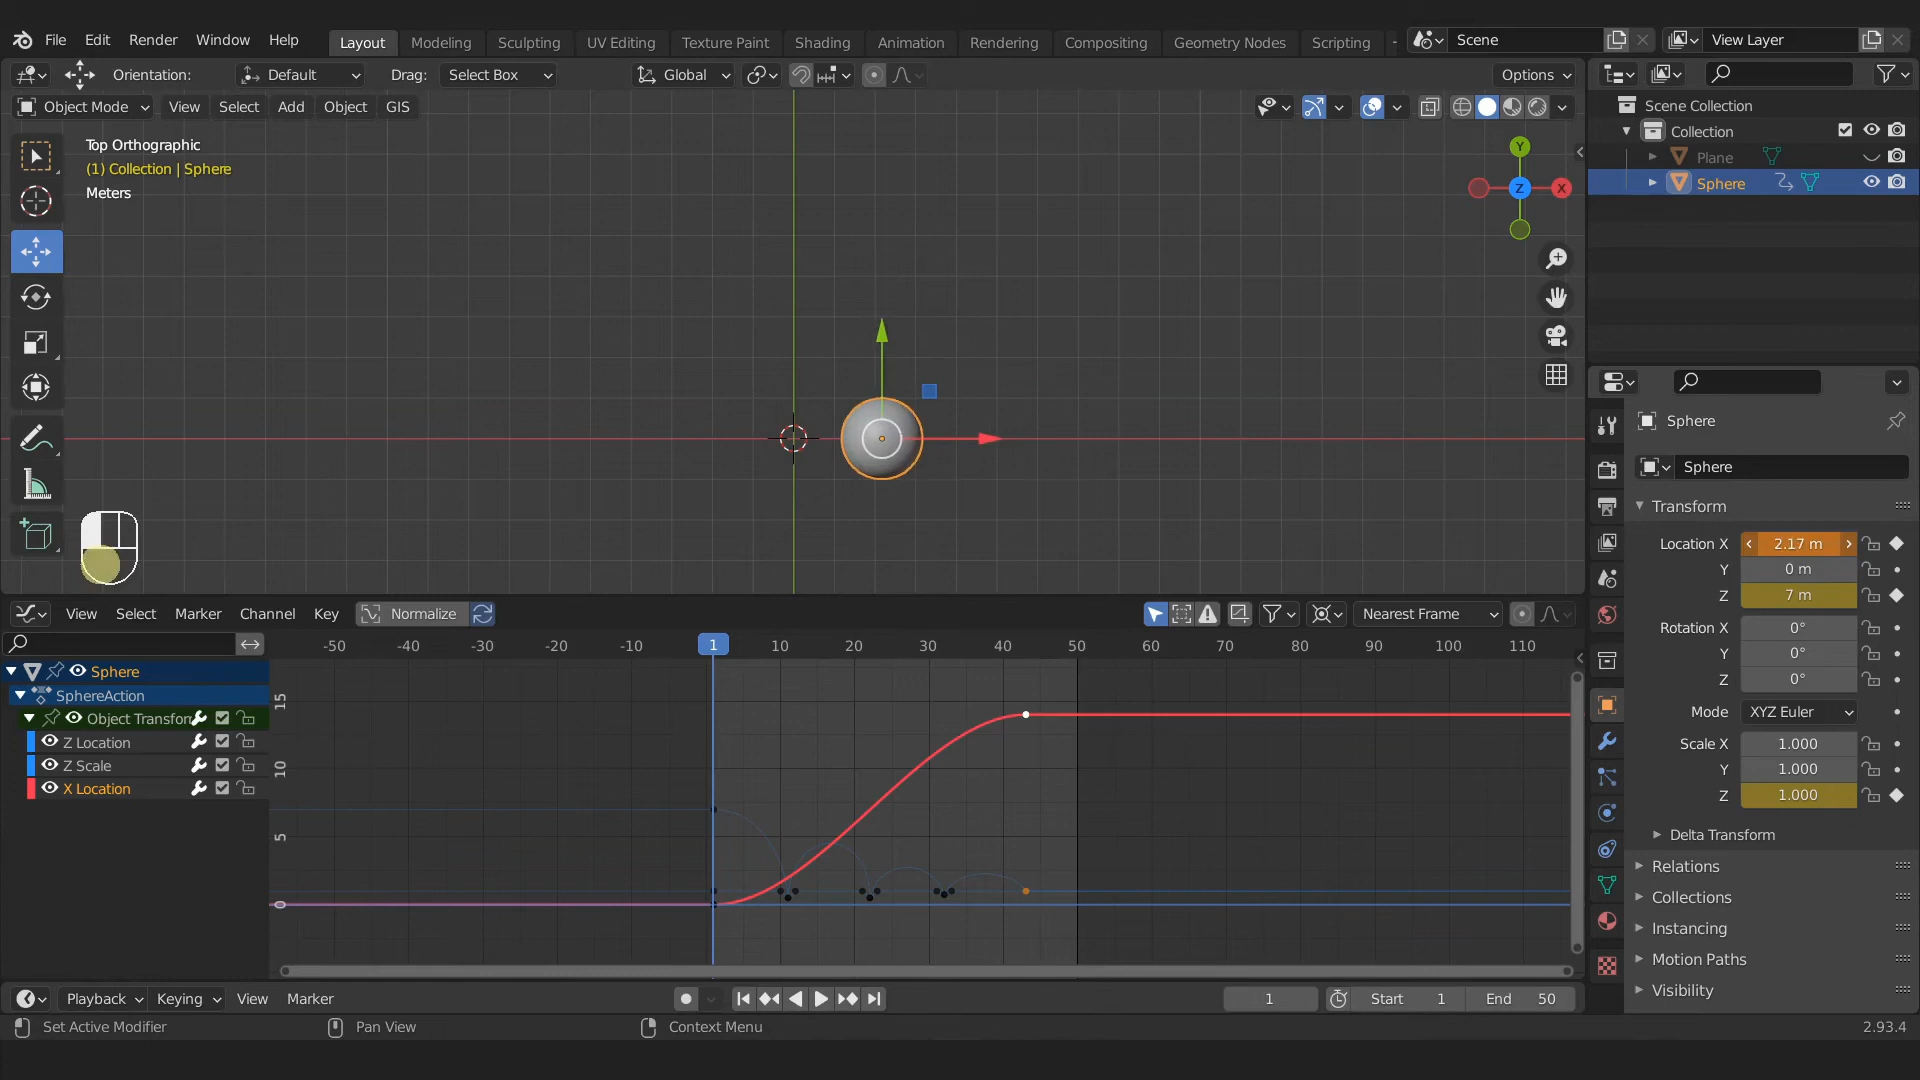 File Edit Render Window Help Layout Modeling Sculpting UV Editing Texture Paint Shading Animation Rendering Compositing Geometry Nodes Scripting Scene View Layer
Orientation: Default Drag: Select Box Global Options
Object Mode View Select Add Object GIS
Scene Collection
Collection
Plane
Sphere
Top Orthographic
(1) Collection | Sphere
Meters
Y
Z
X
Sphere
Sphere
Transform
Location X 2.17 m
Y 0 m
Z 7 m
Rotation X 0°
Y 0°
Z 0°
Mode XYZ Euler
Scale X 1.000
Y 1.000
Z 1.000
Delta Transform
Relations
Collections
Instancing
Motion Paths
Visibility
View Select Marker Channel Key Normalize Nearest Frame
-50 -40 -30 -20 -10 1 10 20 30 40 50 60 70 80 90 100 110
Sphere
SphereAction
Object Transfor
Z Location
Z Scale
X Location
15
10
5
0
Playback Keying View Marker 1 Start 1 End 50
Set Active Modifier Pan View Context Menu 2.93.4